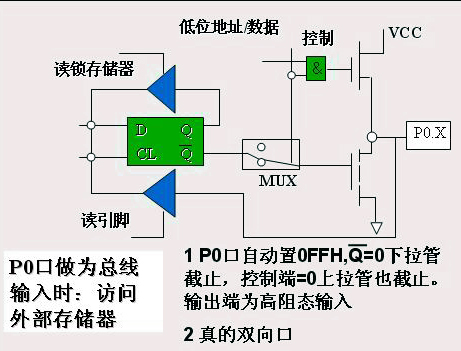 低位地址/数据
控制
VCC
读锁存储器
&
D Q
P0.X
CL Q̅
MUX
读引脚
P0口做为总线
输入时：访问
外部存储器
1 P0口自动置0FFH,Q̅=0下拉管
截止，控制端=0上拉管也截止。
输出端为高阻态输入
2 真的双向口